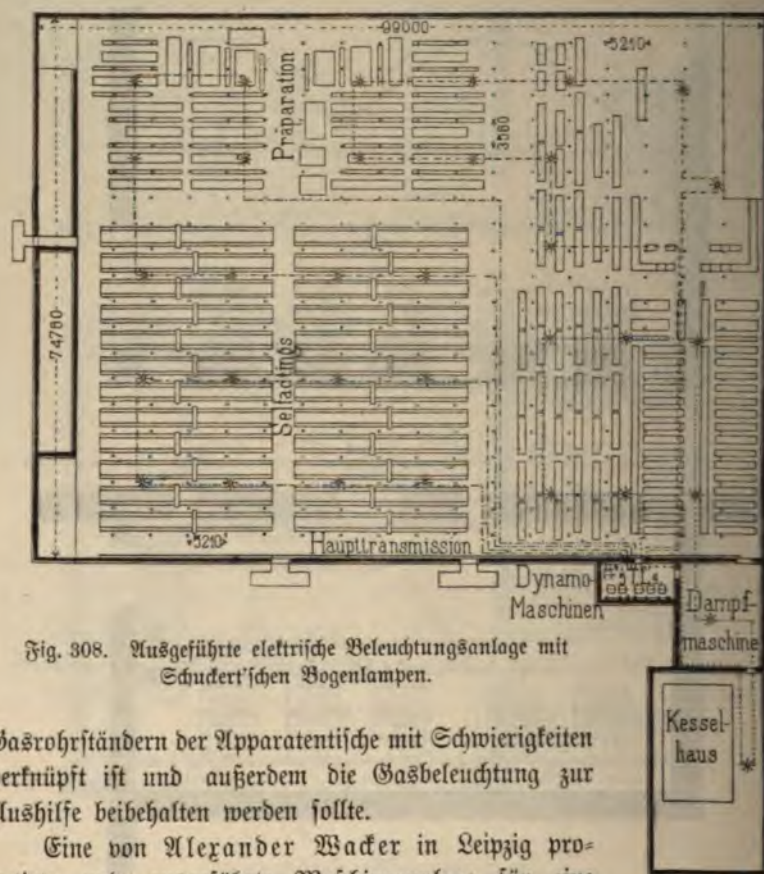 99000
5210
Präparation
3580
74780
Selfactings
5210
Haupttransmission
Dynamo-
Maschinen
Dampf-
maschine
Kessel-
haus
Fig. 308. Ausgeführte elektrische Beleuchtungsanlage mit
Schuckert'schen Bogenlampen.
Gasrohrständern der Apparatentische mit Schwierigkeiten
verknüpft ist und außerdem die Gasbeleuchtung zur
Aushilfe beibehalten werden sollte.
Eine von Alexander Wacker in Leipzig pro=